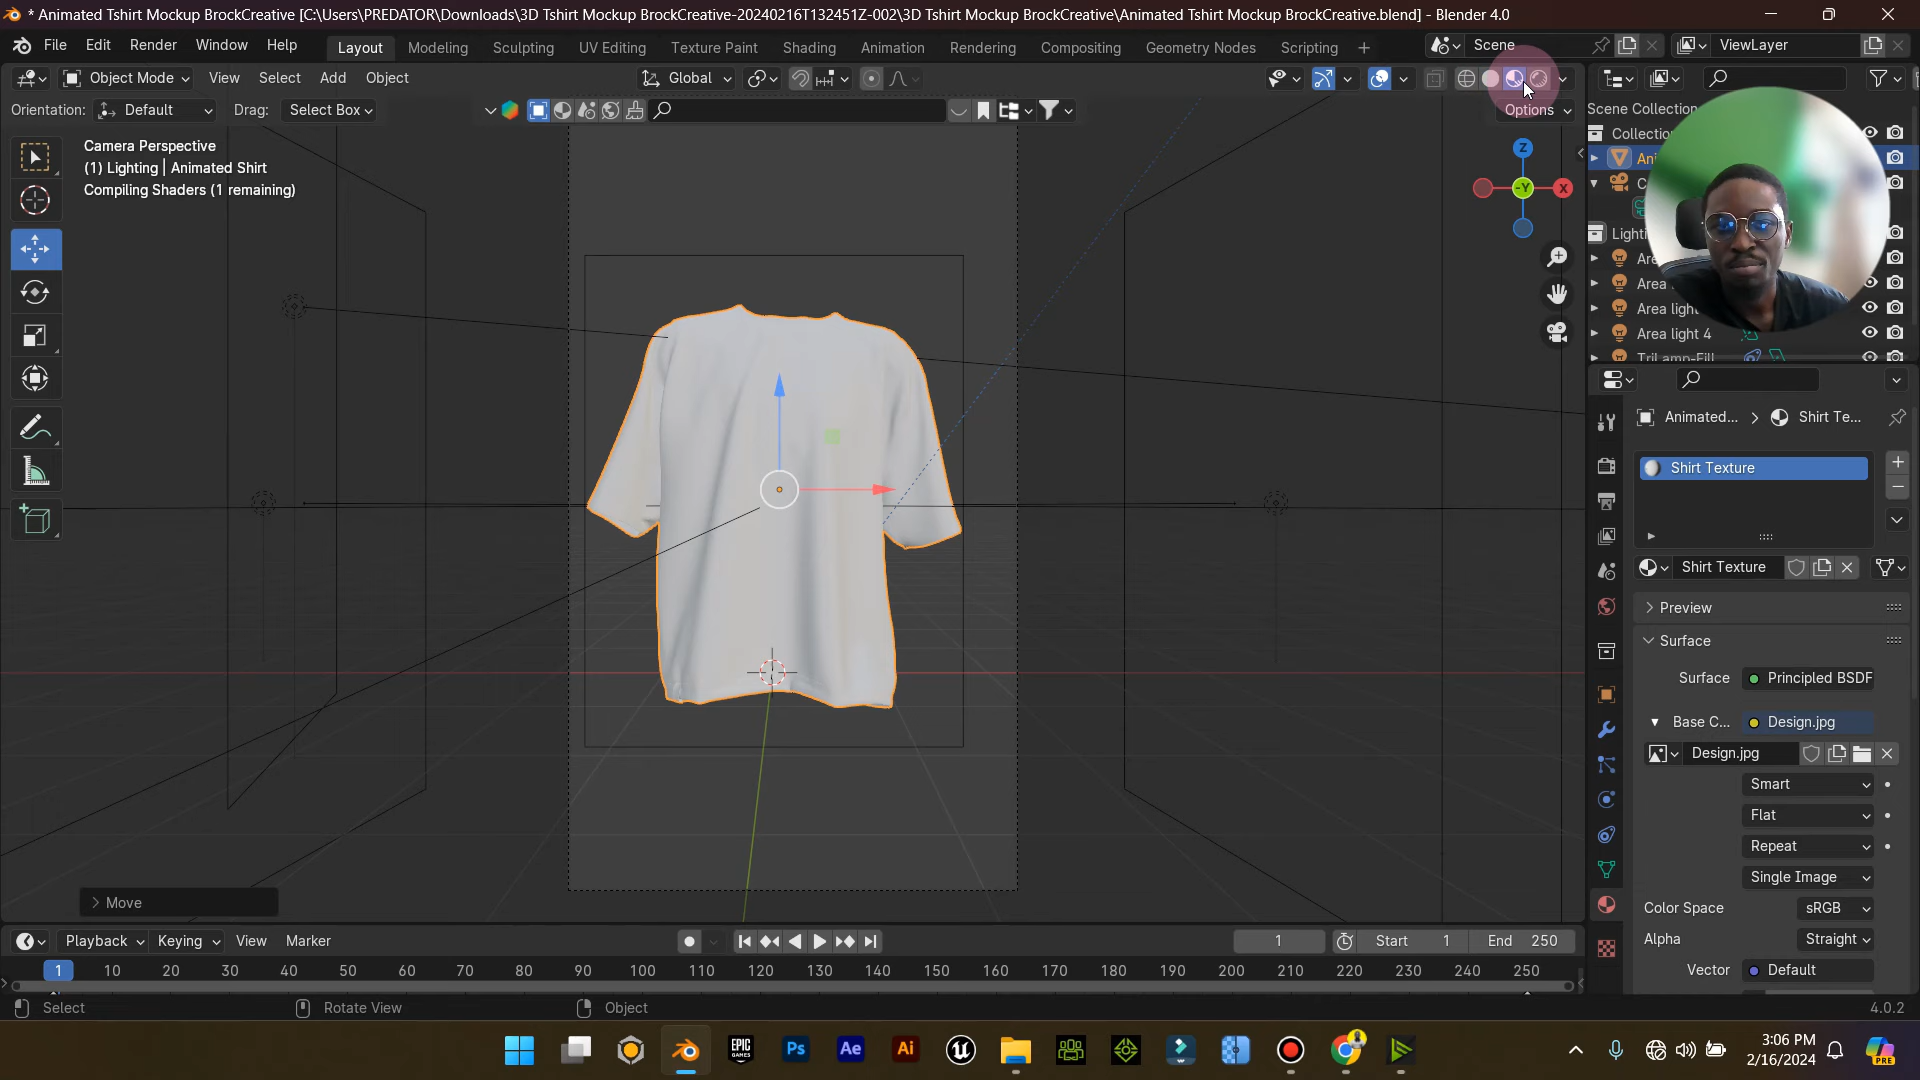 * Animated Tshirt Mockup BrockCreative [C:\Users\PREDATOR\Downloads\3D Tshirt Mockup BrockCreative-20240216T132451Z-002\3D Tshirt Mockup BrockCreative\Animated Tshirt Mockup BrockCreative.blend] - Blender 4.0
File Edit Render Window Help Layout Modeling Sculpting UV Editing Texture Paint Shading Animation Rendering Compositing Geometry Nodes Scripting + Scene ViewLayer
Object Mode View Select Add Object Global
Orientation: Default Drag: Select Box Options
Camera Perspective
(1) Lighting | Animated Shirt
Compiling Shaders (1 remaining)
Z
-Y X
Scene Collection
Area light 4
Animated... > Shirt Te...
Shirt Texture
Shirt Texture
Preview
Surface
Surface Principled BSDF
Base C... Design.jpg
Design.jpg
Smart
Flat
Repeat
Single Image
Color Space sRGB
Alpha Straight
Vector Default
> Move
Playback Keying View Marker 1 Start 1 End 250
1 10 20 30 40 50 60 70 80 90 100 110 120 130 140 150 160 170 180 190 200 210 220 230 240 250
Select Rotate View Object 4.0.2
EPIC GAMES Ps Ae Ai 3:06 PM
2/16/2024 PRE